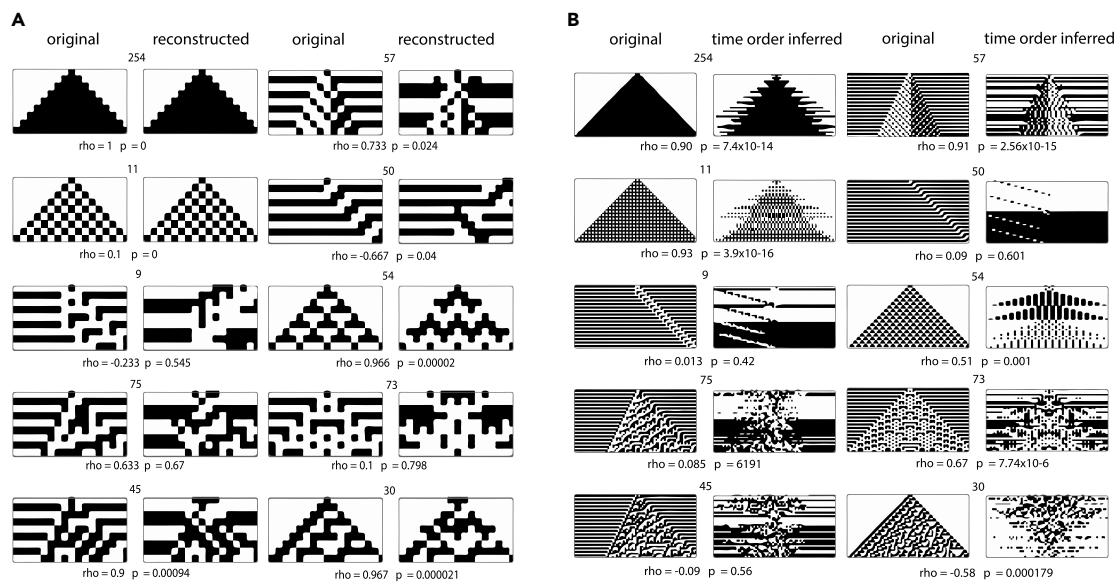 A
original reconstructed original reconstructed
254 57
rho = 1 p = 0 rho = 0.733 p = 0.024
11 50
rho = 0.1 p = 0 rho = -0.667 p = 0.04
9 54
rho = -0.233 p = 0.545 rho = 0.966 p = 0.00002
75 73
rho = 0.633 p = 0.67 rho = 0.1 p = 0.798
45 30
rho = 0.9 p = 0.00094 rho = 0.967 p = 0.000021
B
original time order inferred original time order inferred
254 57
rho = 0.90 p = 7.4x10-14 rho = 0.91 p = 2.56x10-15
11 50
rho = 0.93 p = 3.9x10-16 rho = 0.09 p = 0.601
9 54
rho = 0.013 p = 0.42 rho = 0.51 p = 0.001
75 73
rho = 0.085 p = 6191 rho = 0.67 p = 7.74x10-6
45 30
rho = -0.09 p = 0.56 rho = -0.58 p = 0.000179